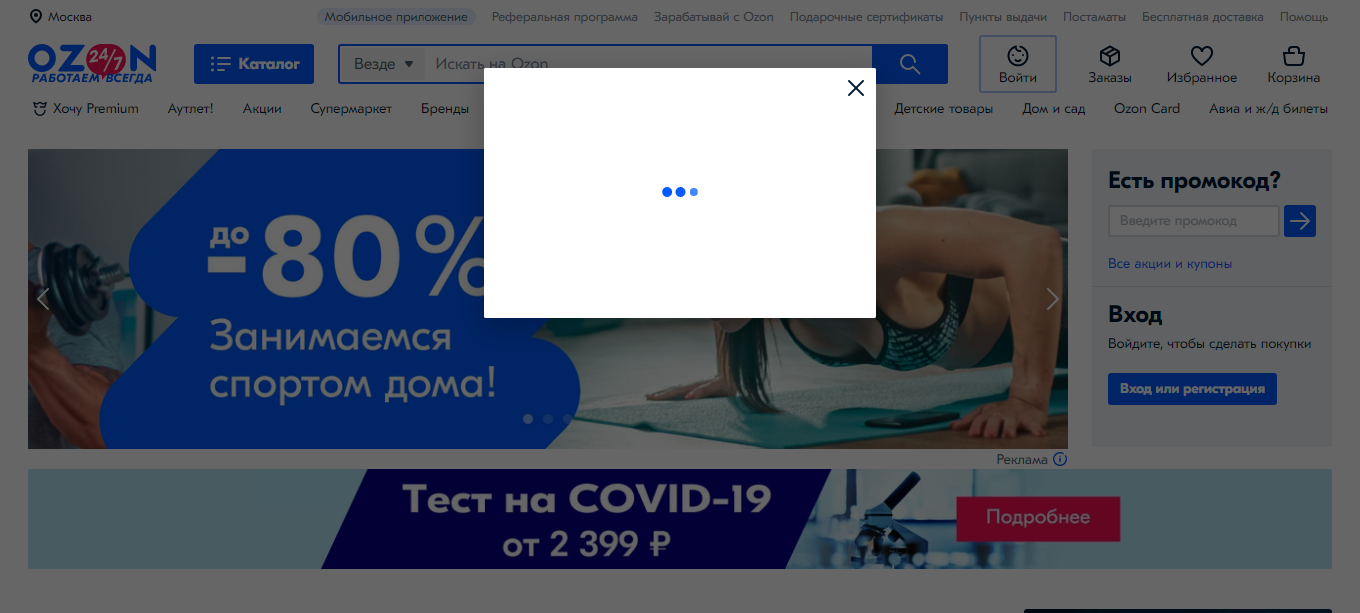 Москва
Мобильное приложение
Реферальная программа
Зарабатывай с Ozon
Подарочные сертификаты
Пункты выдачи
Постаматы
Бесплатная доставка
Помощь
OZON
24/7
РАБОТАЕМ ВСЕГДА
Каталог
Везде
Искать на Ozon
Войти
Заказы
Избранное
Корзина
Хочу Premium
Аутлет!
Акции
Супермаркет
Бренды
Детские товары
Дом и сад
Ozon Card
Авиа и ж/д билеты
до
-80%
Занимаемся
спортом дома!
Есть промокод?
Введите промокод
Все акции и купоны
Вход
Войдите, чтобы сделать покупки
Вход или регистрация
Реклама
Тест на COVID-19
от 2 399 ₽
Подробнее